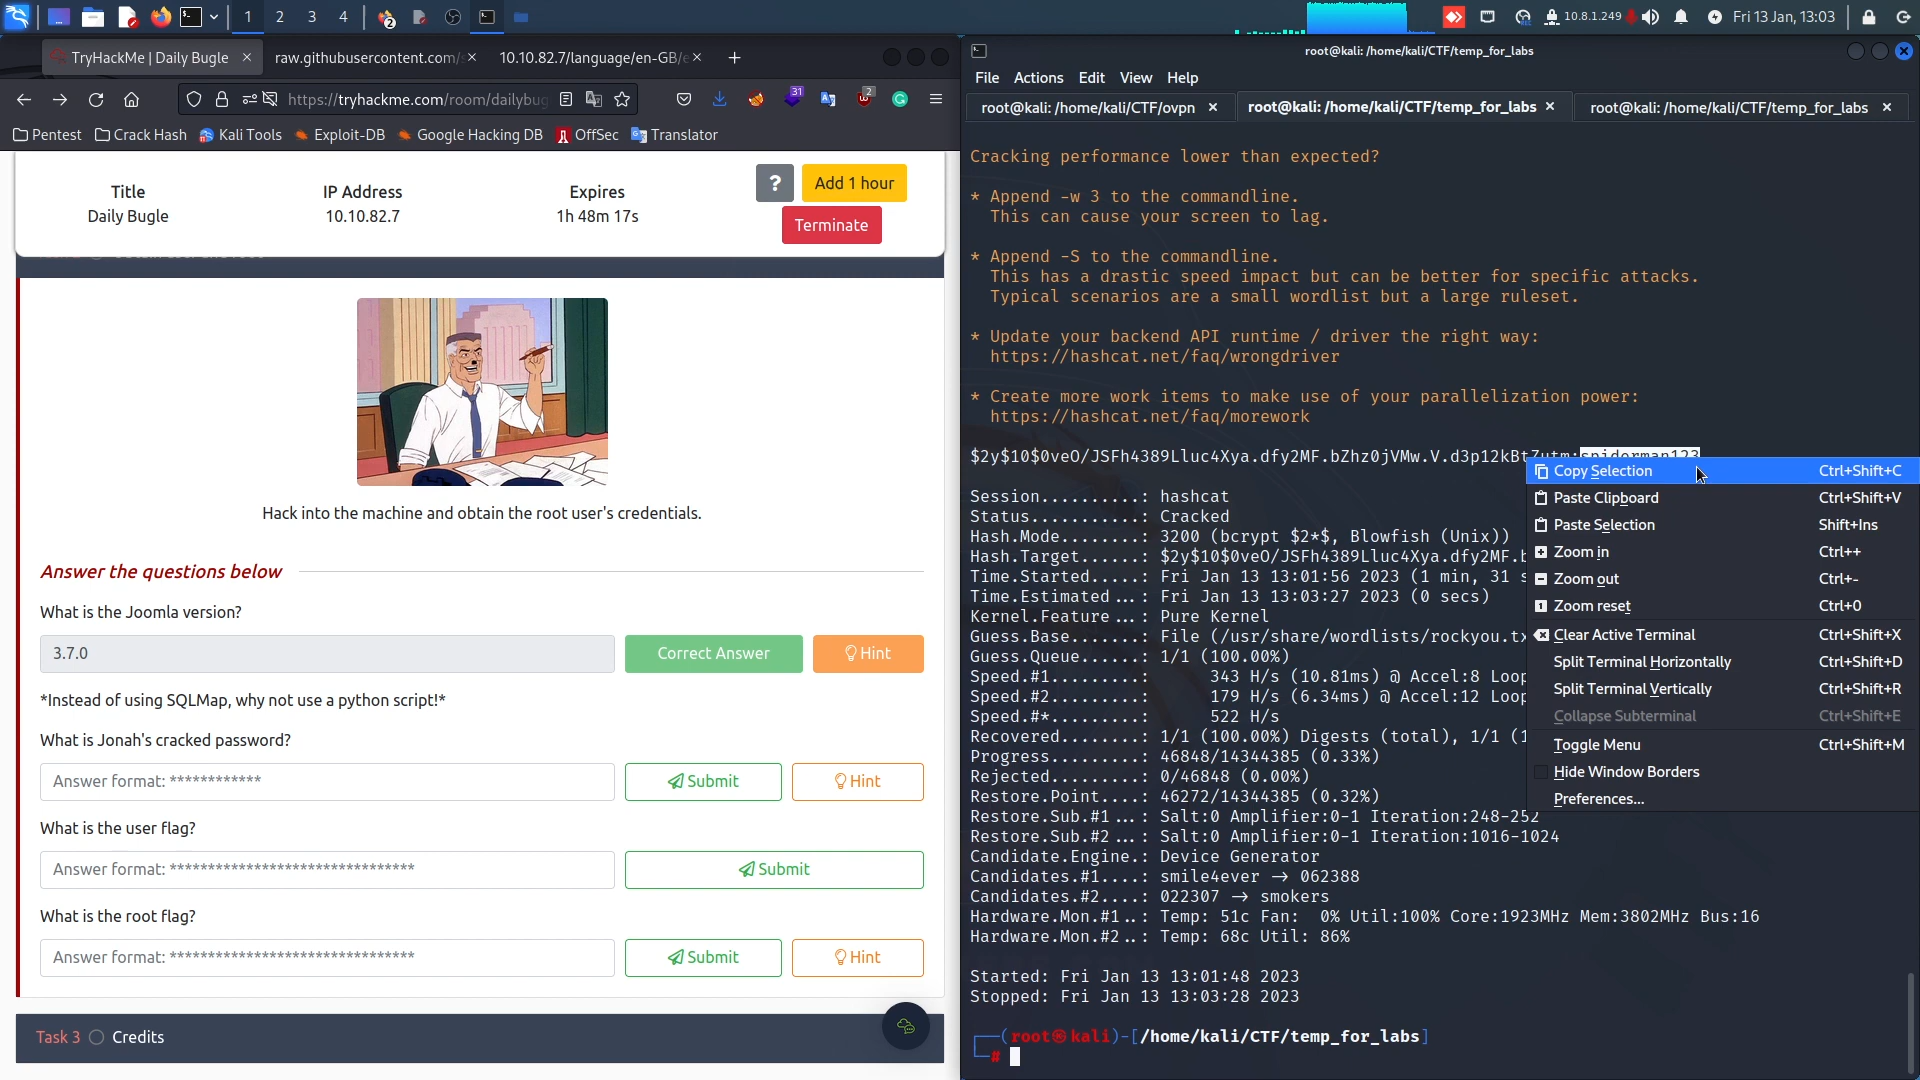 1
2
3
4
2
10.8.1.249
Fri 13 Jan, 13:03
TryHackMe | Daily Bugle
raw.githubusercontent.com/
10.10.82.7/language/en-GB/
https://tryhackme.com/room/dailybug
31
2
Pentest
Crack Hash
Kali Tools
Exploit-DB
Google Hacking DB
OffSec
Translator
Title
Daily Bugle
IP Address
10.10.82.7
Expires
1h 48m 17s
?
Add 1 hour
Terminate
Hack into the machine and obtain the root user's credentials.
Answer the questions below
What is the Joomla version?
3.7.0
Correct Answer
Hint
*Instead of using SQLMap, why not use a python script!*
What is Jonah's cracked password?
Answer format: ************
Submit
Hint
What is the user flag?
Answer format: ********************************
Submit
What is the root flag?
Answer format: ********************************
Submit
Hint
Task 3
Credits
root@kali: /home/kali/CTF/temp_for_labs
File Actions Edit View Help
root@kali: /home/kali/CTF/ovpn
root@kali: /home/kali/CTF/temp_for_labs
root@kali: /home/kali/CTF/temp_for_labs
Cracking performance lower than expected?
* Append -w 3 to the commandline.
This can cause your screen to lag.
* Append -S to the commandline.
This has a drastic speed impact but can be better for specific attacks.
Typical scenarios are a small wordlist but a large ruleset.
* Update your backend API runtime / driver the right way:
https://hashcat.net/faq/wrongdriver
* Create more work items to make use of your parallelization power:
https://hashcat.net/faq/morework
$2y$10$0veO/JSFh4389Lluc4Xya.dfy2MF.bZhz0jVMw.V.d3p12kBtZutm:spiderman123
Session..........: hashcat
Status...........: Cracked
Hash.Mode........: 3200 (bcrypt $2*$, Blowfish (Unix))
Hash.Target......: $2y$10$0veO/JSFh4389Lluc4Xya.dfy2MF.b
Time.Started.....: Fri Jan 13 13:01:56 2023 (1 min, 31 s
Time.Estimated...: Fri Jan 13 13:03:27 2023 (0 secs)
Kernel.Feature...: Pure Kernel
Guess.Base.......: File (/usr/share/wordlists/rockyou.tx
Guess.Queue......: 1/1 (100.00%)
Speed.#1.........: 343 H/s (10.81ms) @ Accel:8 Loop
Speed.#2.........: 179 H/s (6.34ms) @ Accel:12 Loop
Speed.#*.........: 522 H/s
Recovered........: 1/1 (100.00%) Digests (total), 1/1 (1
Progress.........: 46848/14344385 (0.33%)
Rejected.........: 0/46848 (0.00%)
Restore.Point....: 46272/14344385 (0.32%)
Restore.Sub.#1...: Salt:0 Amplifier:0-1 Iteration:248-252
Restore.Sub.#2...: Salt:0 Amplifier:0-1 Iteration:1016-1024
Candidate.Engine.: Device Generator
Candidates.#1....: smile4ever -> 062388
Candidates.#2....: 022307 -> smokers
Hardware.Mon.#1..: Temp: 51c Fan: 0% Util:100% Core:1923MHz Mem:3802MHz Bus:16
Hardware.Mon.#2..: Temp: 68c Util: 86%
Started: Fri Jan 13 13:01:48 2023
Stopped: Fri Jan 13 13:03:28 2023
(root㉿kali)-[/home/kali/CTF/temp_for_labs]
#
Copy Selection Ctrl+Shift+C
Paste Clipboard Ctrl+Shift+V
Paste Selection Shift+Ins
Zoom in Ctrl++
Zoom out Ctrl+-
Zoom reset Ctrl+0
Clear Active Terminal Ctrl+Shift+X
Split Terminal Horizontally Ctrl+Shift+D
Split Terminal Vertically Ctrl+Shift+R
Collapse Subterminal Ctrl+Shift+E
Toggle Menu Ctrl+Shift+M
Hide Window Borders
Preferences...